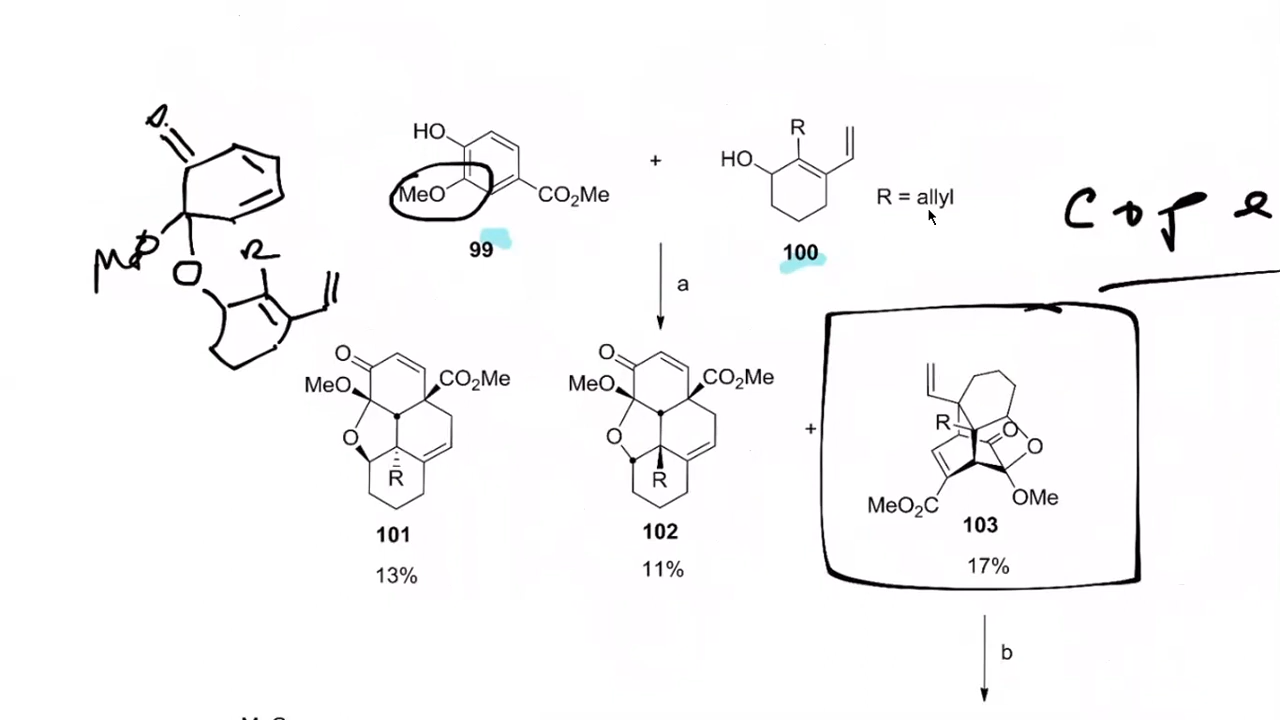 O
HO
MeO
CO₂Me
99
+
HO
R
100
R = allyl
Cope
MeO
O
R
a
O
MeO
CO₂Me
O
R
101
13%
O
MeO
CO₂Me
O
R
102
11%
+
R
O
O
MeO₂C
OMe
103
17%
b